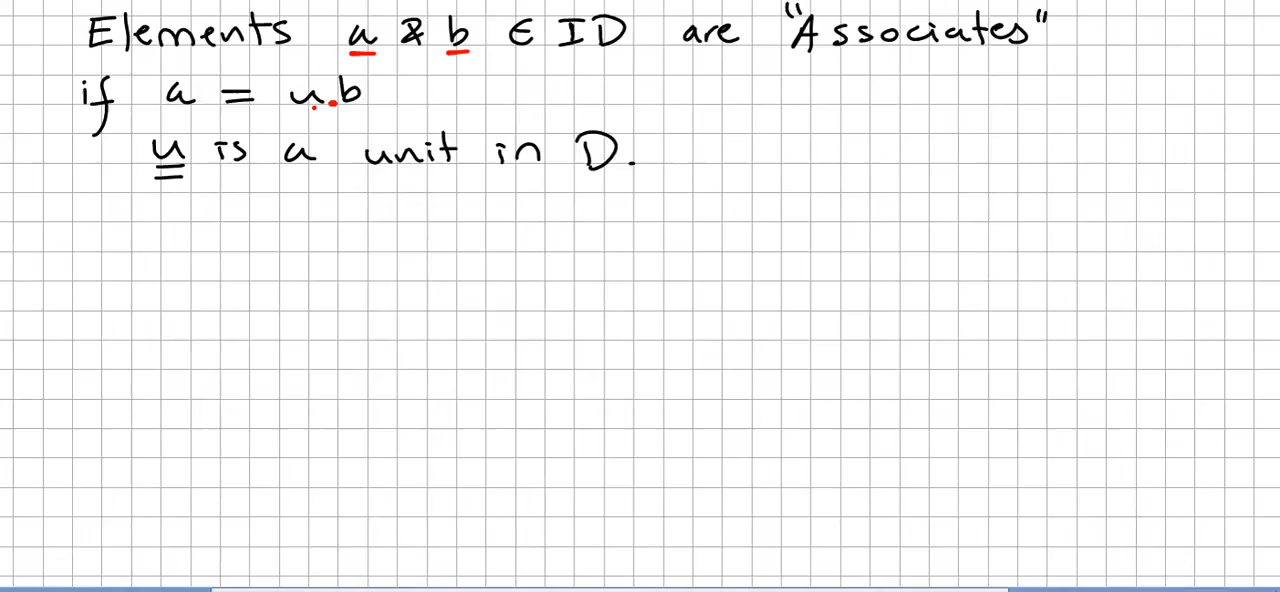 Elements a & b ∈ ID are "Associates"
if a = u.b
u is a unit in D.